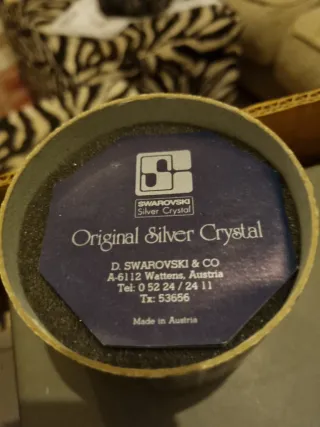 S
SWAROVSKI
Silver Crystal
Original Silver Crystal
D. SWAROVSKI & CO
A-6112 Wattens, Austria
Tel: 0 52 24 / 24 11
Tx: 53656
Made in Austria